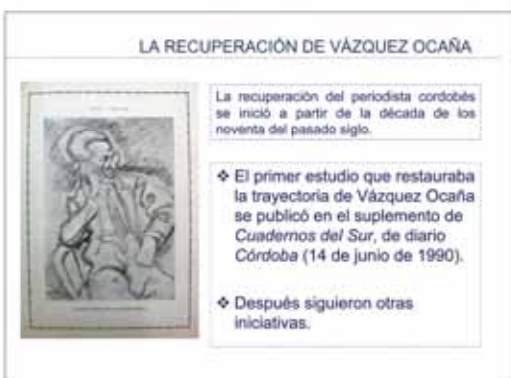 LA RECUPERACIÓN DE VÁZQUEZ OCAÑA
La recuperación del periodista cordobés
se inició a partir de la década de los
noventa del pasado siglo.
❖ El primer estudio que restauraba
la trayectoria de Vázquez Ocaña
se publicó en el suplemento de
Cuadernos del Sur, de diario
Córdoba (14 de junio de 1990).
❖ Después siguieron otras
iniciativas.